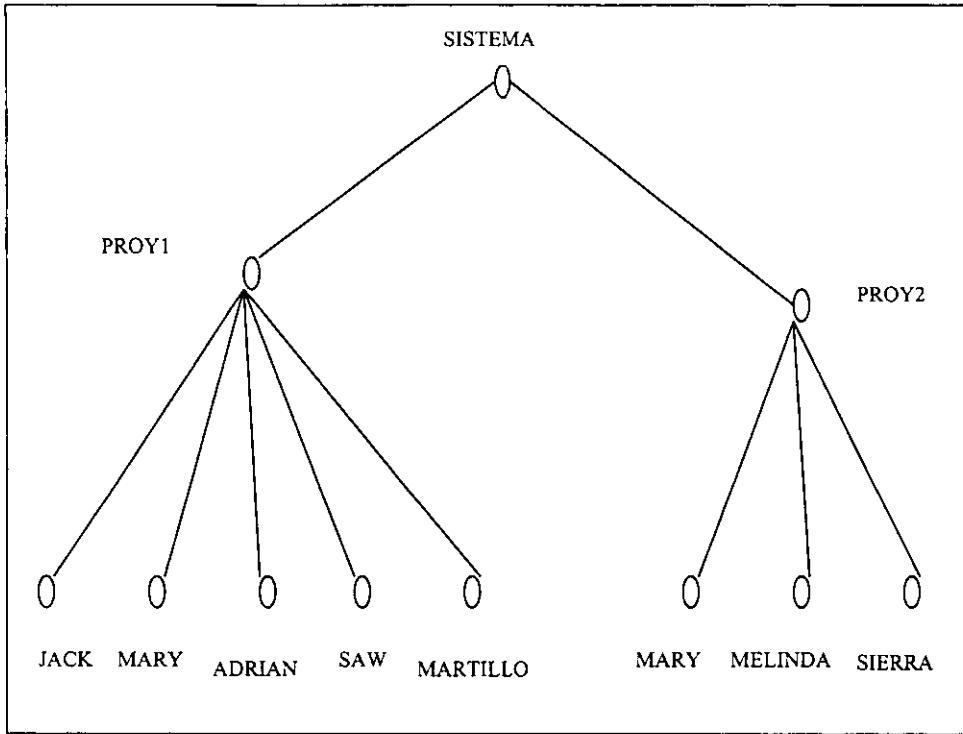 SISTEMA
PROY1
PROY2
JACK MARY ADRIAN SAW MARTILLO MARY MELINDA SIERRA